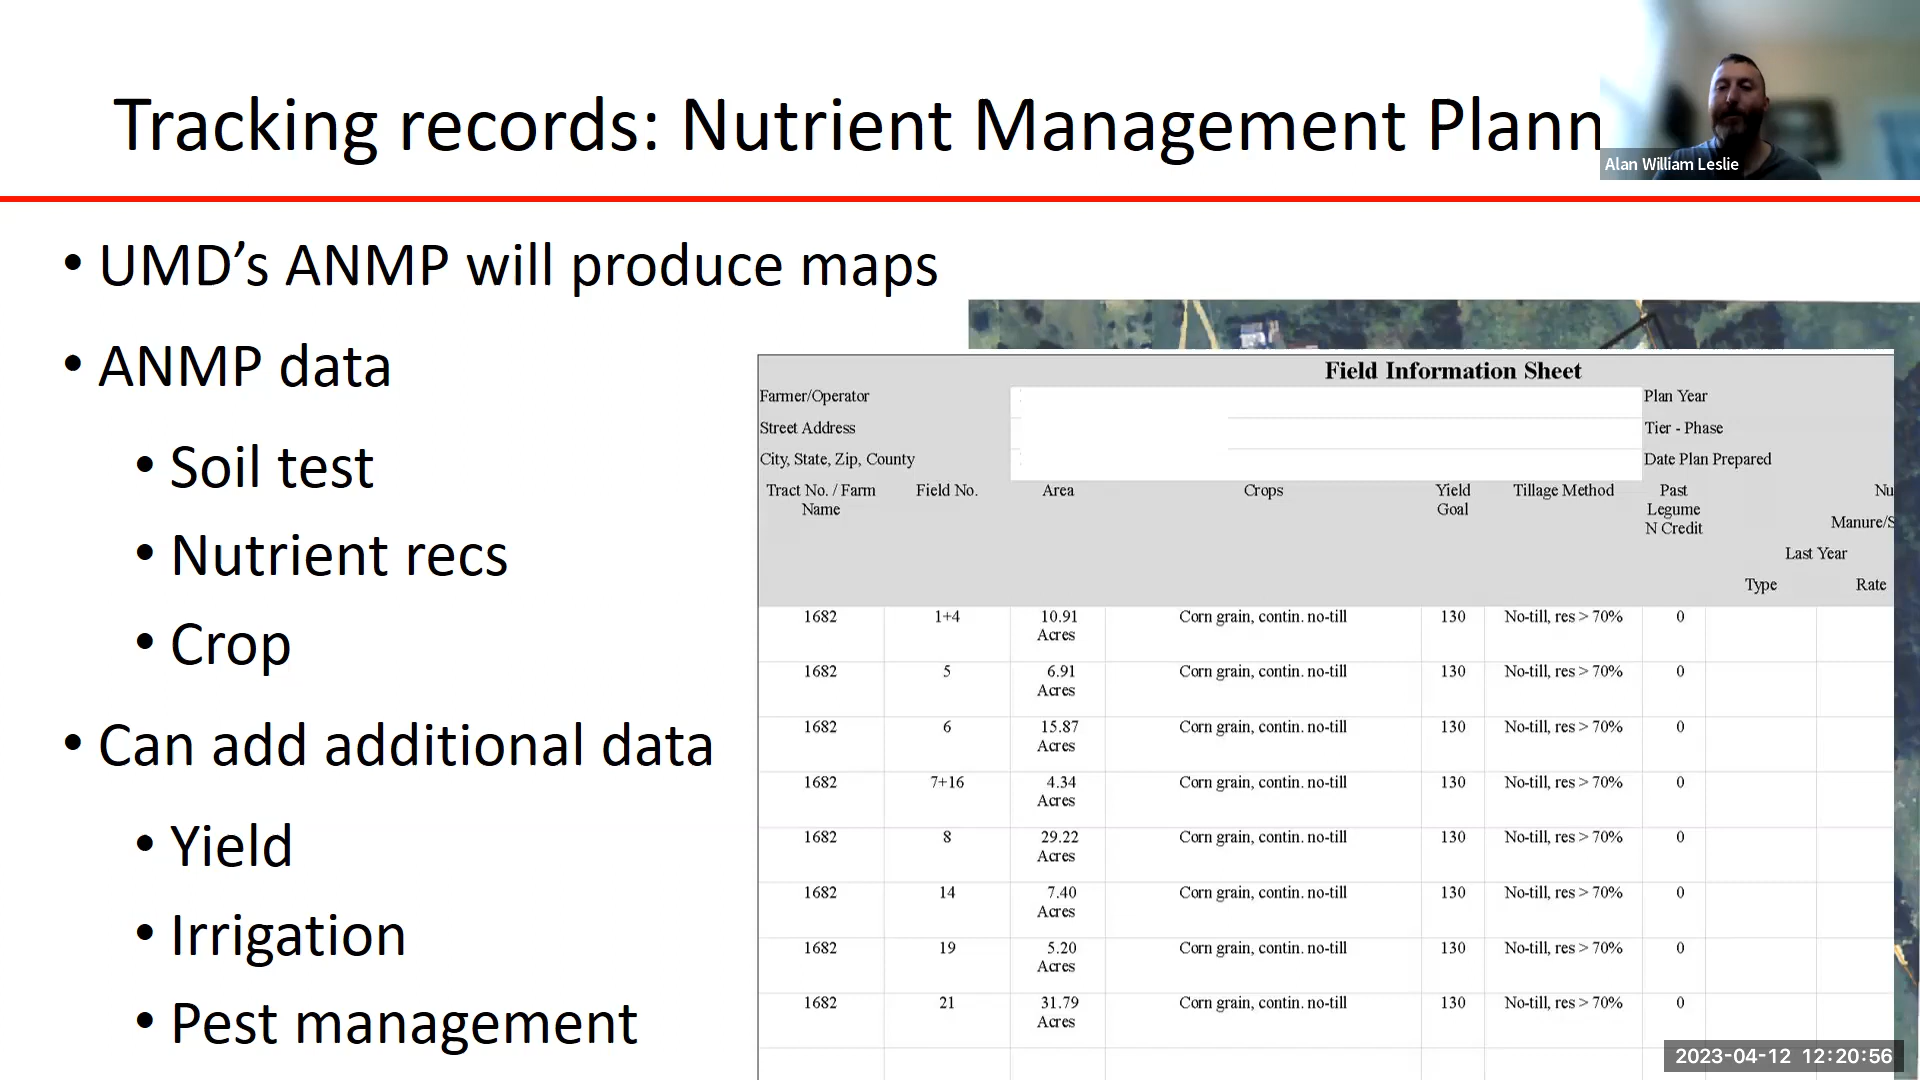 Tracking records: Nutrient Management Plann
Alan William Leslie
• UMD’s ANMP will produce maps
• ANMP data
• Soil test
• Nutrient recs
• Crop
• Can add additional data
• Yield
• Irrigation
• Pest management
Field Information Sheet
Farmer/Operator Plan Year
Street Address Tier - Phase
City, State, Zip, County Date Plan Prepared
Tract No. / Farm Field No. Area Crops Yield Tillage Method Past Nu
Name Goal Legume
Manure/S
N Credit
Last Year
Type Rate
1682 1+4 10.91 Corn grain, contin. no-till 130 No-till, res > 70% 0
Acres
1682 5 6.91 Corn grain, contin. no-till 130 No-till, res > 70% 0
Acres
1682 6 15.87 Corn grain, contin. no-till 130 No-till, res > 70% 0
Acres
1682 7+16 4.34 Corn grain, contin. no-till 130 No-till, res > 70% 0
Acres
1682 8 29.22 Corn grain, contin. no-till 130 No-till, res > 70% 0
Acres
1682 14 7.40 Corn grain, contin. no-till 130 No-till, res > 70% 0
Acres
1682 19 5.20 Corn grain, contin. no-till 130 No-till, res > 70% 0
Acres
1682 21 31.79 Corn grain, contin. no-till 130 No-till, res > 70% 0
Acres
2023-04-12 12:20:56